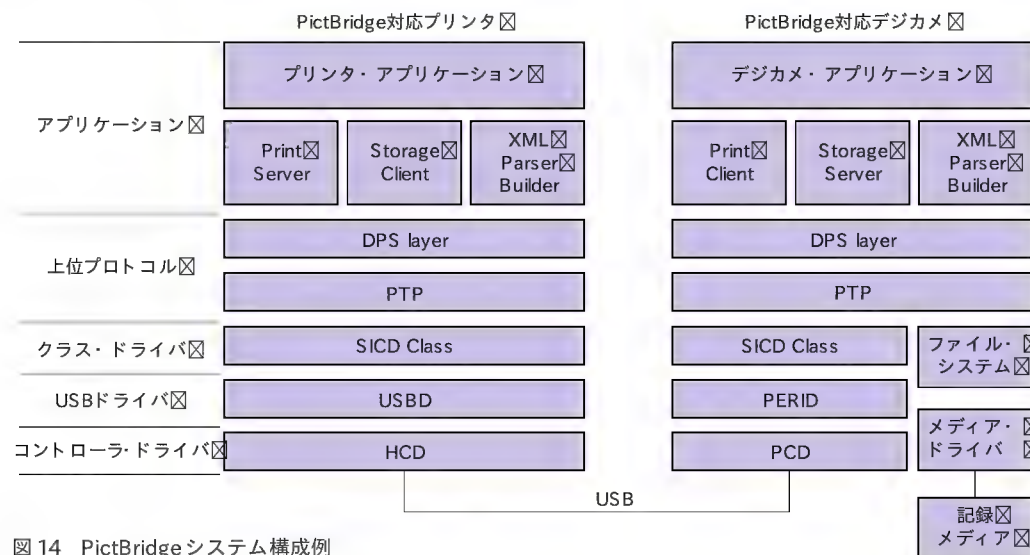 PictBridge対応プリンタ
PictBridge対応デジカメ
アプリケーション
プリンタ・アプリケーション
デジカメ・アプリケーション
Print
Server
Storage
Client
XML
Parser
Builder
Print
Client
Storage
Server
XML
Parser
Builder
上位プロトコル
DPS layer
DPS layer
PTP
PTP
クラス・ドライバ
SICD Class
SICD Class
ファイル・
システム
USBドライバ
USBD
PERID
コントローラ・ドライバ
HCD
PCD
メディア・
ドライバ
USB
記録
メディア
図14 PictBridgeシステム構成例